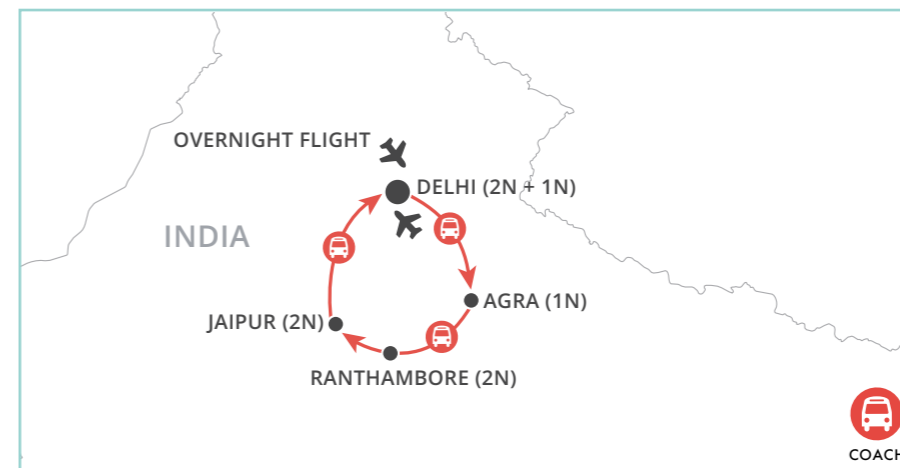 OVERNIGHT FLIGHT
DELHI (2N + 1N)
INDIA
AGRA (1N)
JAIPUR (2N)
RANTHAMBORE (2N)
COACH